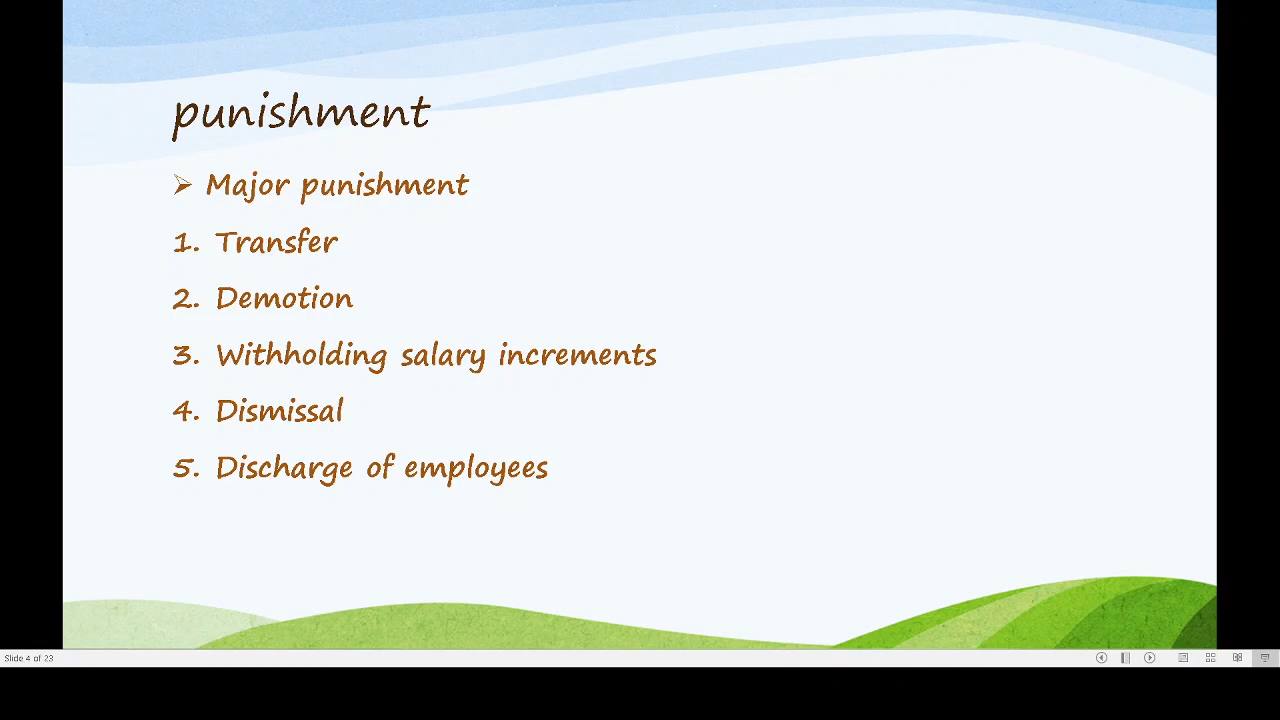 punishment
Major punishment
1. Transfer
2. Demotion
3. Withholding salary increments
4. Dismissal
5. Discharge of employees
Slide 4 of 23